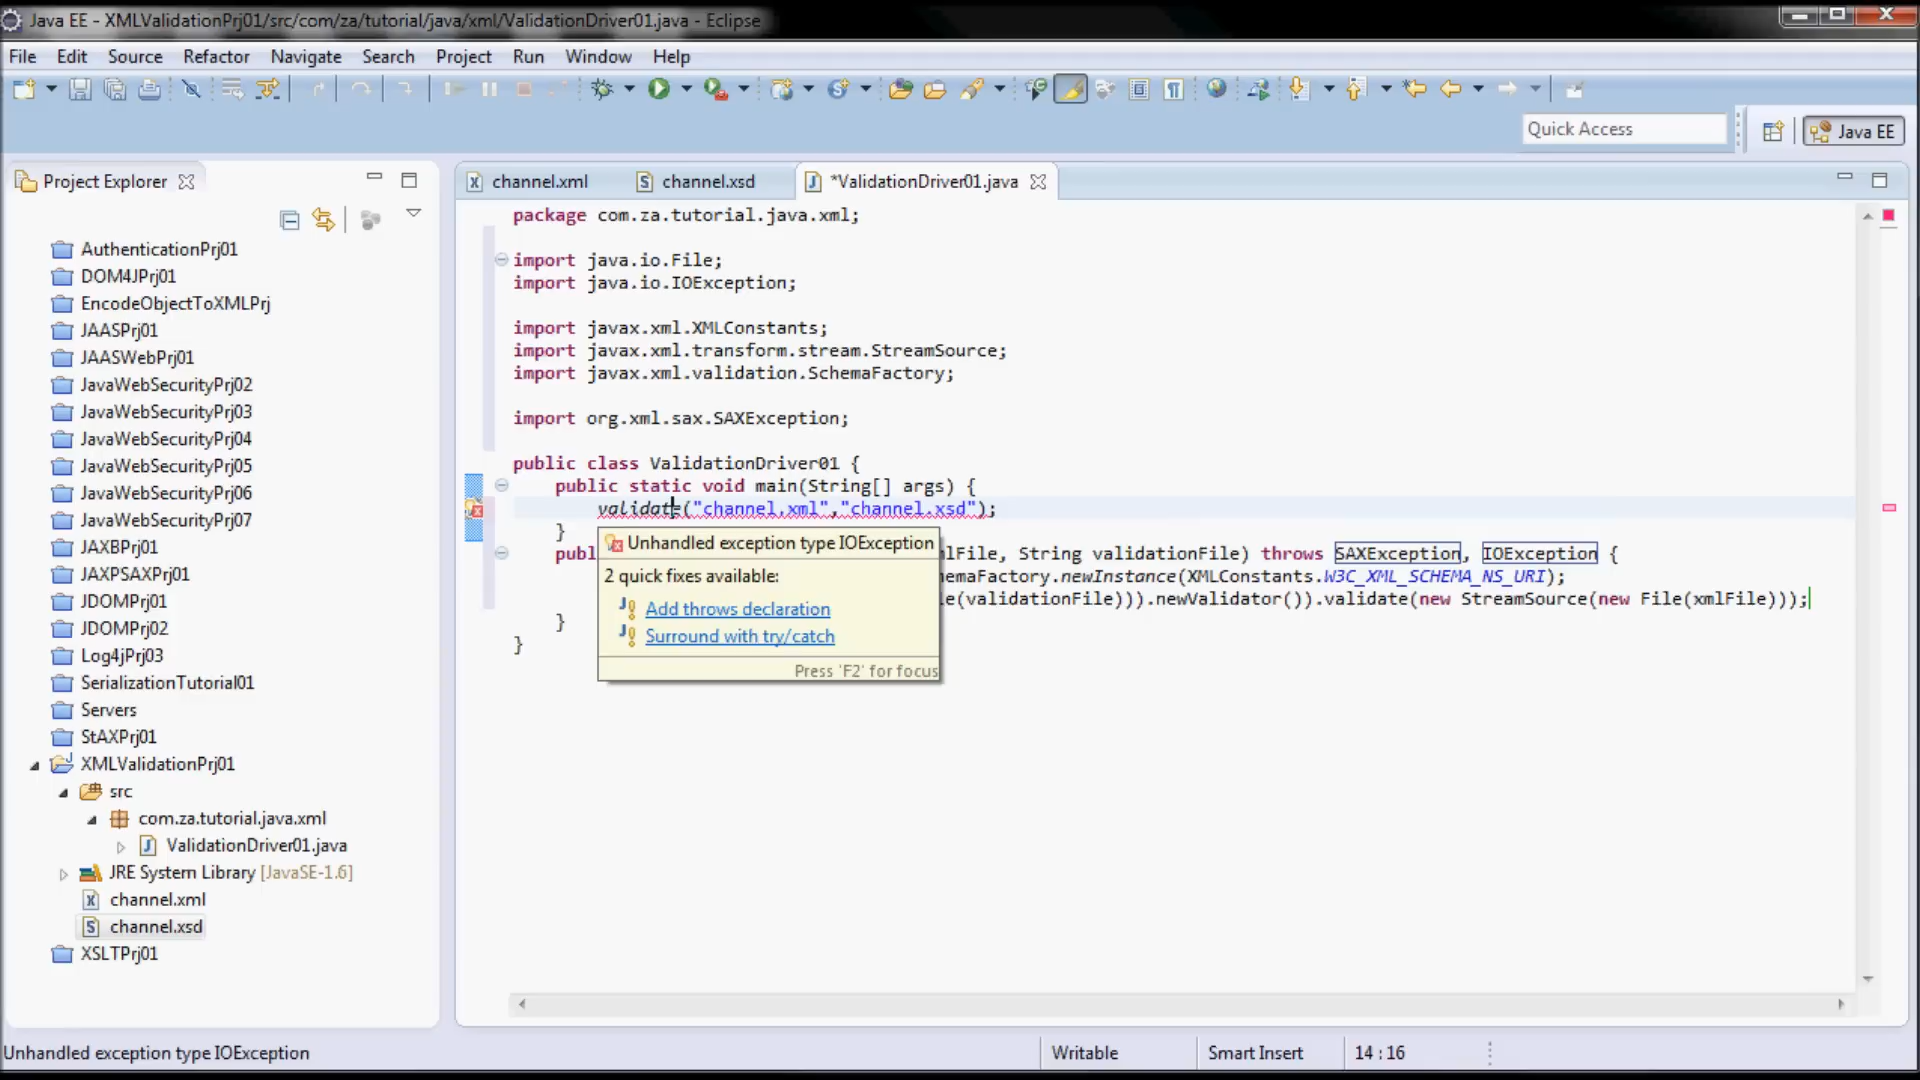 Java EE - XMLValidationPrj01/src/com/za/tutorial/java/xml/ValidationDriver01.java - Eclipse
File Edit Source Refactor Navigate Search Project Run Window Help
Quick Access
Java EE
Project Explorer
channel.xml
channel.xsd
*ValidationDriver01.java
AuthenticationPrj01
DOM4JPrj01
EncodeObjectToXMLPrj
JAASPrj01
JAASWebPrj01
JavaWebSecurityPrj02
JavaWebSecurityPrj03
JavaWebSecurityPrj04
JavaWebSecurityPrj05
JavaWebSecurityPrj06
JavaWebSecurityPrj07
JAXBPrj01
JAXPSAXPrj01
JDOMPrj01
JDOMPrj02
Log4jPrj03
SerializationTutorial01
Servers
StAXPrj01
XMLValidationPrj01
src
com.za.tutorial.java.xml
ValidationDriver01.java
JRE System Library [JavaSE-1.6]
channel.xml
channel.xsd
XSLTPrj01
package com.za.tutorial.java.xml;
import java.io.File;
import java.io.IOException;
import javax.xml.XMLConstants;
import javax.xml.transform.stream.StreamSource;
import javax.xml.validation.SchemaFactory;
import org.xml.sax.SAXException;
public class ValidationDriver01 {
public static void main(String[] args) {
validate("channel.xml","channel.xsd");
}
publ lFile, String validationFile) throws SAXException, IOException {
hemaFactory.newInstance(XMLConstants.W3C_XML_SCHEMA_NS_URI);
le(validationFile))).newValidator()).validate(new StreamSource(new File(xmlFile)));
}
}
Unhandled exception type IOException
2 quick fixes available:
Add throws declaration
Surround with try/catch
Press 'F2' for focus
Unhandled exception type IOException
Writable
Smart Insert
14 : 16